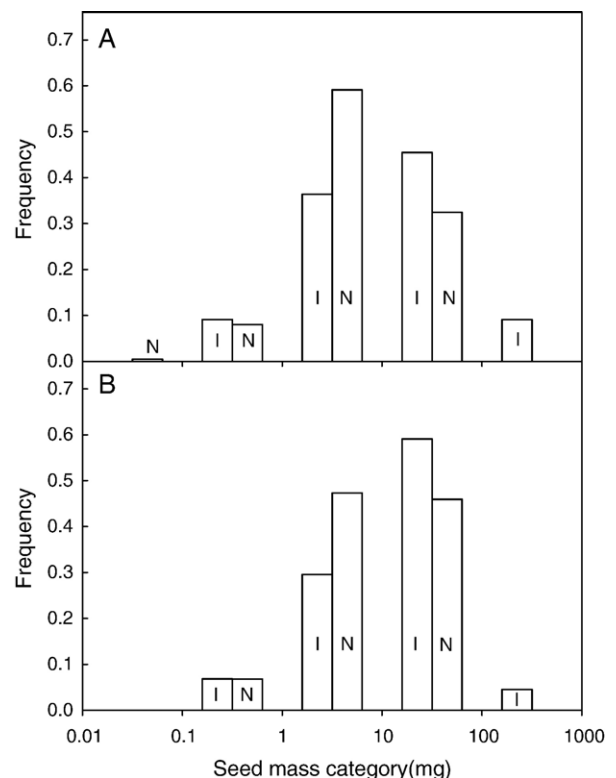 A
0.7
0.6
0.5
0.4
0.3
0.2
0.1
0.0
Frequency
N I N I N I N I
B
0.7
0.6
0.5
0.4
0.3
0.2
0.1
0.0
Frequency
I N I N I N I
0.01 0.1 1 10 100 1000
Seed mass category(mg)